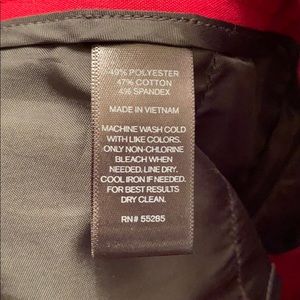 49% POLYESTER
47% COTTON
4% SPANDEX
MADE IN VIETNAM
MACHINE WASH COLD
WITH LIKE COLORS.
ONLY NON-CHLORINE
BLEACH WHEN
NEEDED. LINE DRY.
COOL IRON IF NEEDED.
FOR BEST RESULTS
DRY CLEAN.
RN# 55285